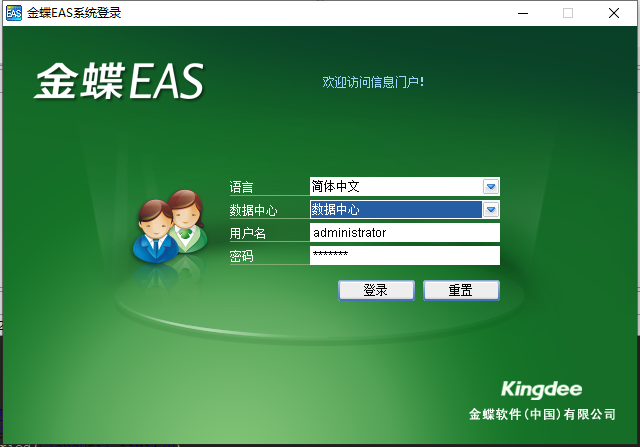 EAS 金蝶EAS系统登录
金蝶EAS
欢迎访问信息门户!
语言 简体中文
数据中心 数据中心
用户名 administrator
密码 *******
登录 重置
Kingdee
金蝶软件(中国)有限公司